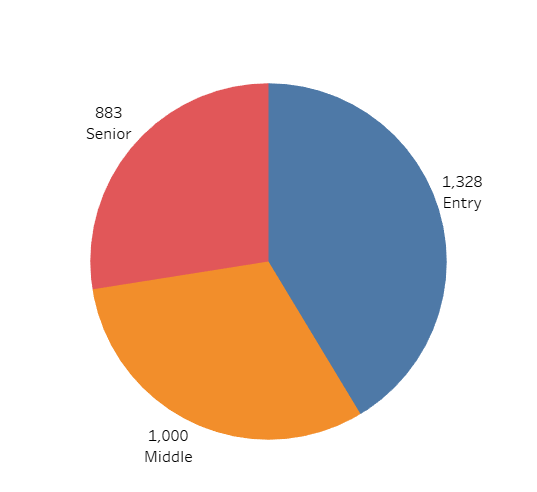 883
Senior
1,328
Entry
1,000
Middle